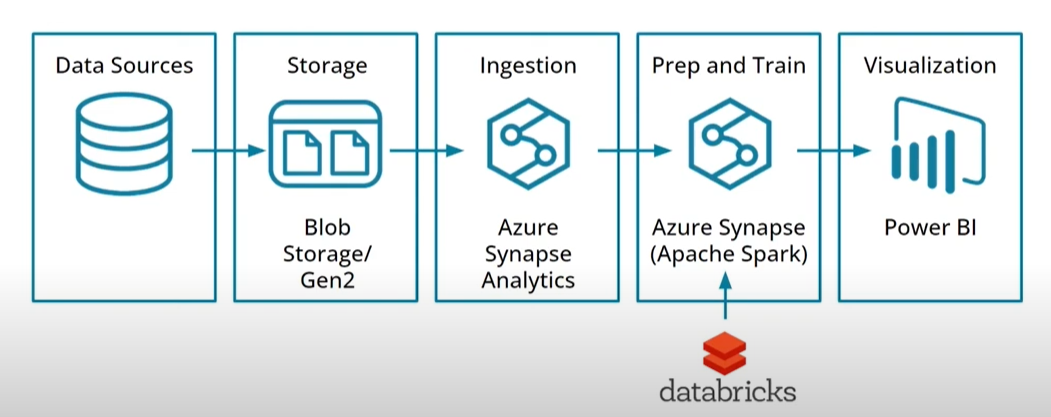 Data Sources
Storage
Ingestion
Prep and Train
Visualization
Blob
Storage/
Gen2
Azure
Synapse
Analytics
Azure Synapse
(Apache Spark)
Power BI
databricks